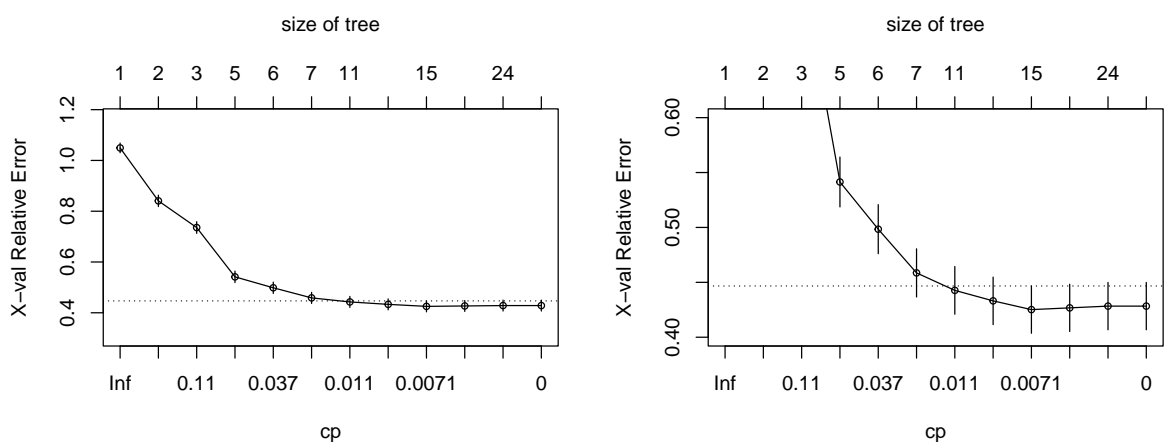 size of tree
1 2 3 5 6 7 11 15 24
X−val Relative Error
1.2
1.0
0.8
0.6
0.4
Inf 0.11 0.037 0.011 0.0071 0
cp
size of tree
1 2 3 5 6 7 11 15 24
X−val Relative Error
0.60
0.50
0.40
Inf 0.11 0.037 0.011 0.0071 0
cp